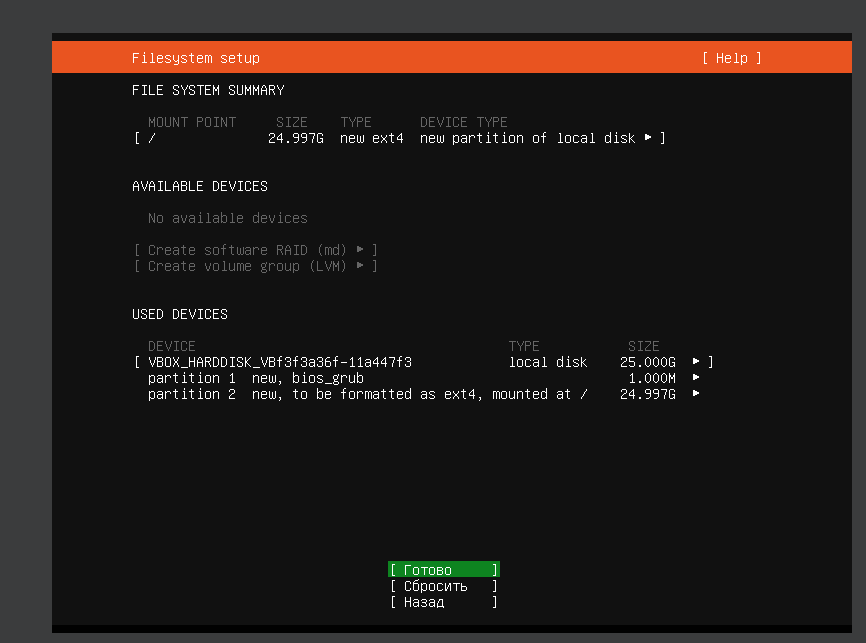 Filesystem setup [ Help ]
FILE SYSTEM SUMMARY
MOUNT POINT SIZE TYPE DEVICE TYPE
[ / 24.997G new ext4 new partition of local disk ▸ ]
AVAILABLE DEVICES
No available devices
[ Create software RAID (md) ▸ ]
[ Create volume group (LVM) ▸ ]
USED DEVICES
DEVICE TYPE SIZE
[ VBOX_HARDDISK_VBf3f3a36f-11a447f3 local disk 25.000G ▸ ]
partition 1 new, bios_grub 1.000M ▸
partition 2 new, to be formatted as ext4, mounted at / 24.997G ▸
[ Готово ]
[ Сбросить ]
[ Назад ]